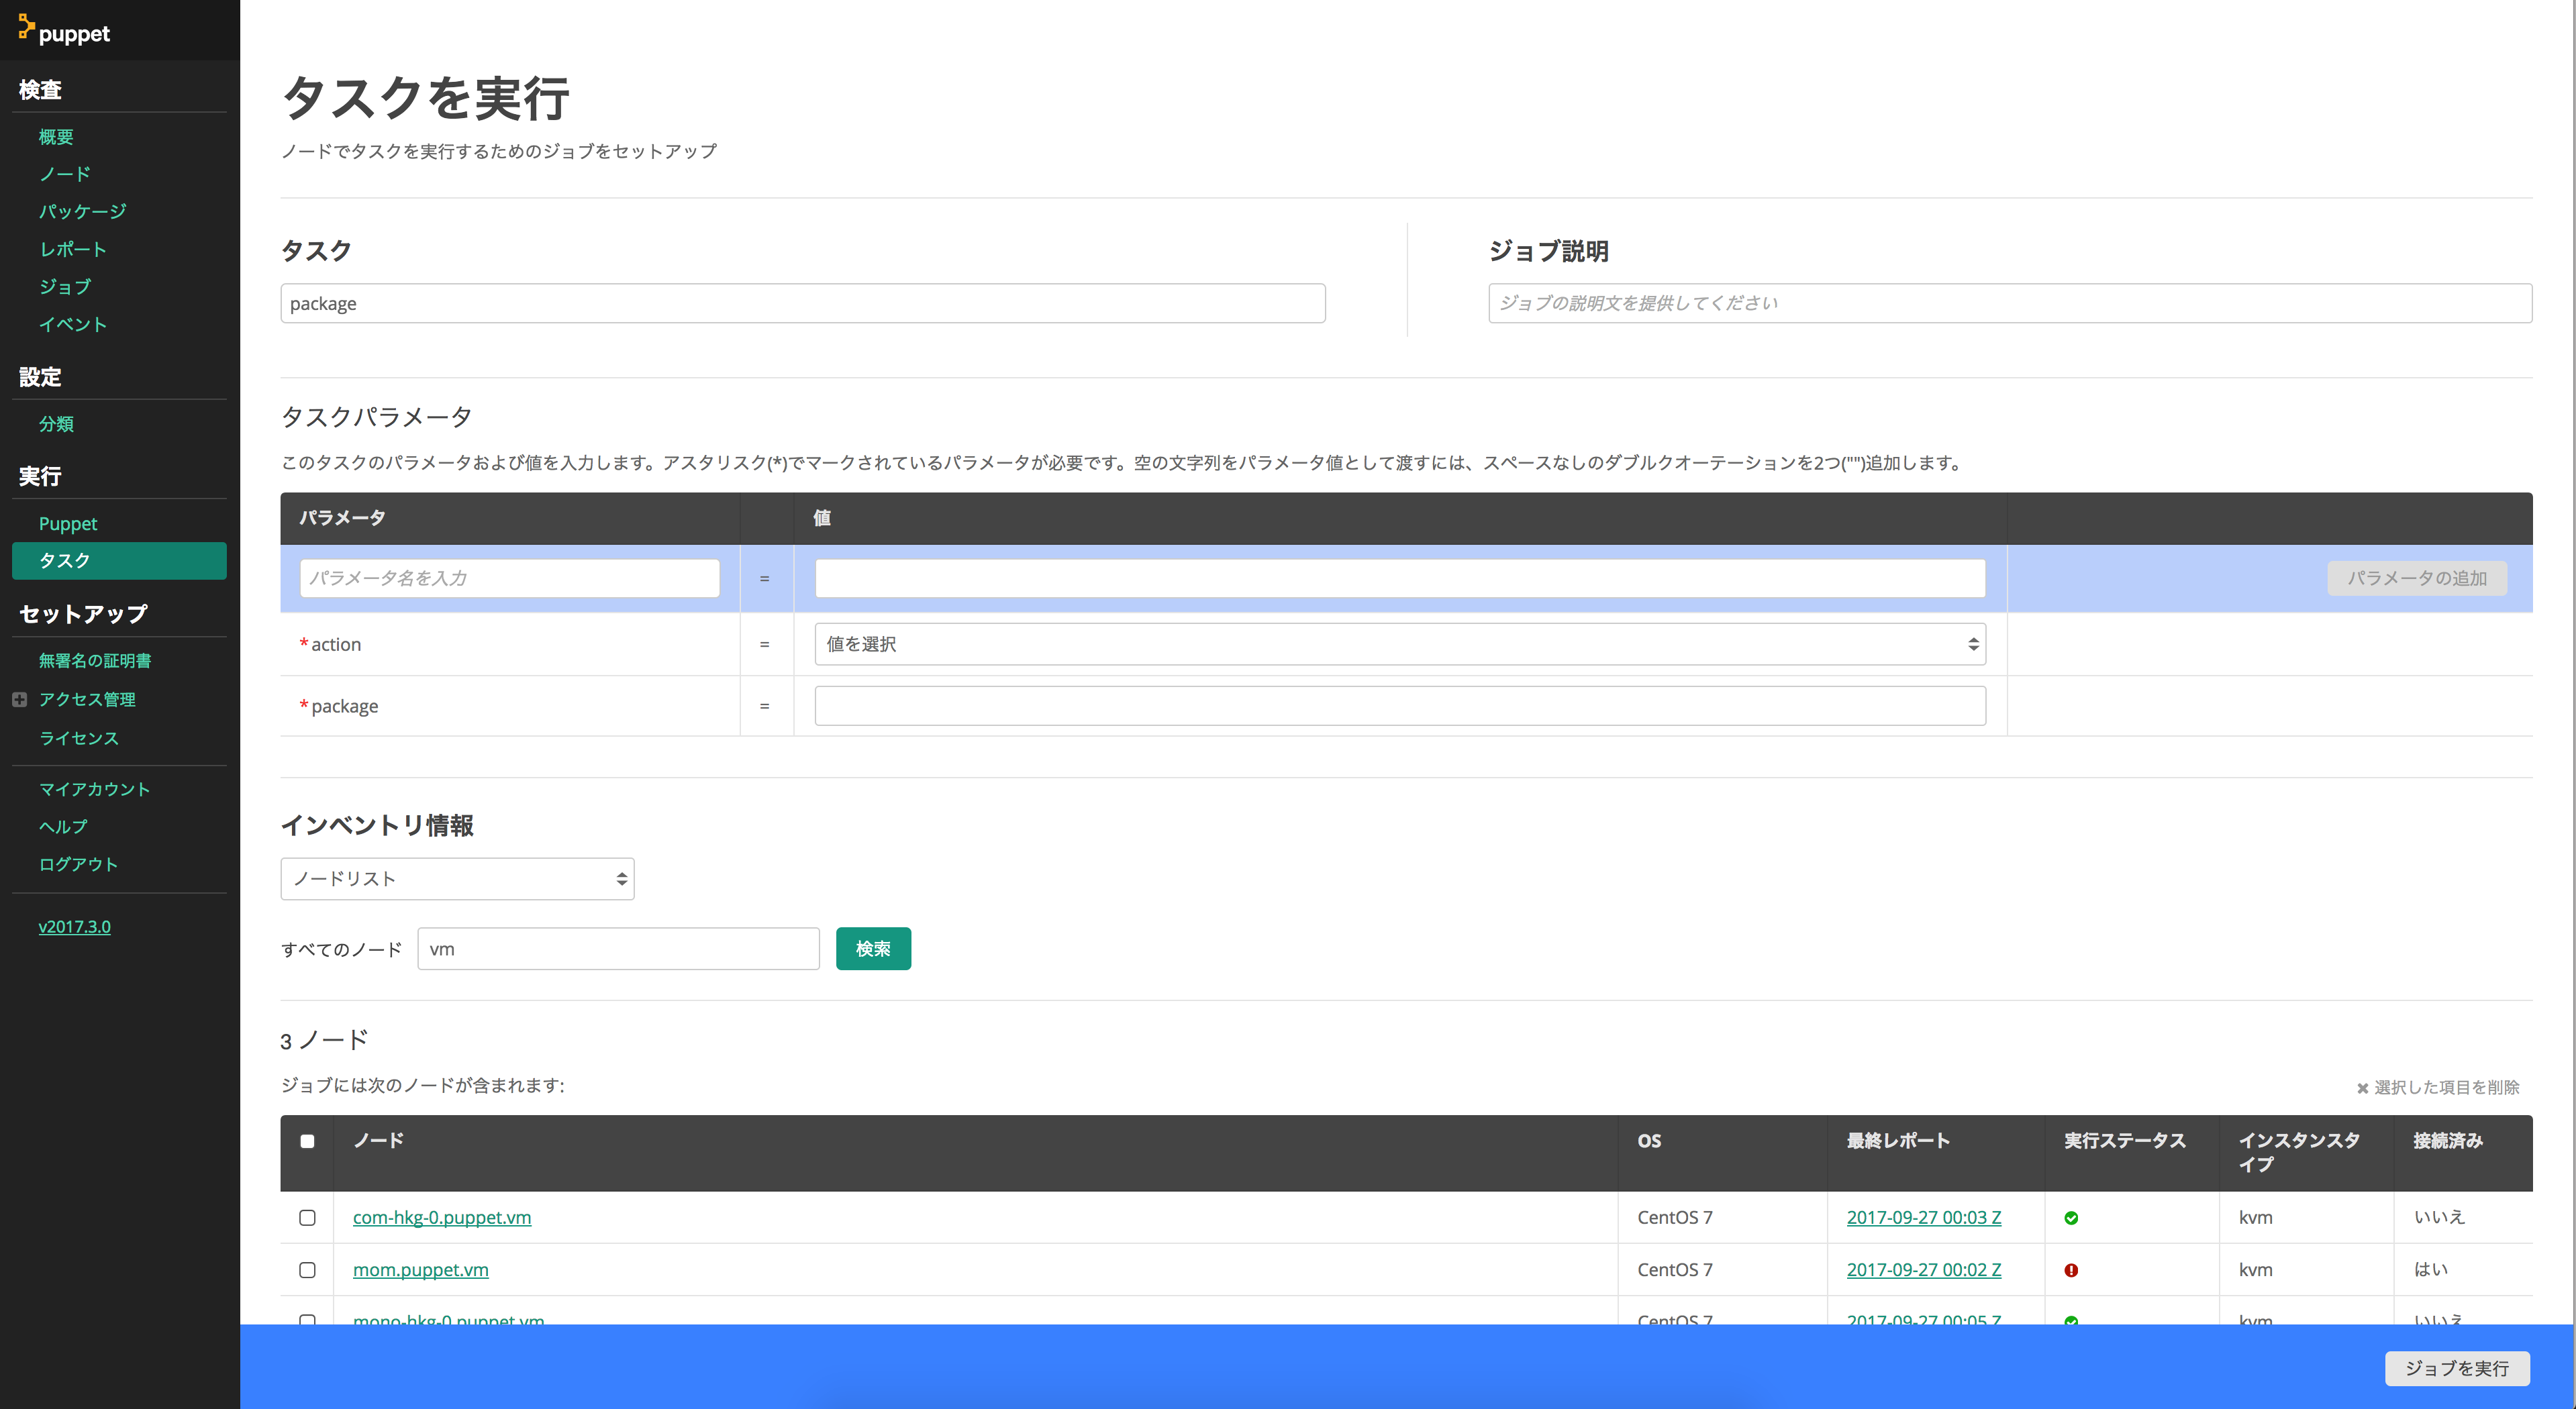 puppet
検査
概要
ノード
パッケージ
レポート
ジョブ
イベント
設定
分類
実行
Puppet
タスク
セットアップ
無署名の証明書
アクセス管理
ライセンス
マイアカウント
ヘルプ
ログアウト
v2017.3.0
タスクを実行
ノードでタスクを実行するためのジョブをセットアップ
タスク
package
ジョブ説明
ジョブの説明文を提供してください
タスクパラメータ
このタスクのパラメータおよび値を入力します。アスタリスク(*)でマークされているパラメータが必要です。空の文字列をパラメータ値として渡すには、スペースなしのダブルクオーテーションを2つ("")追加します。
パラメータ 値
パラメータ名を入力 = パラメータの追加
*action = 値を選択
*package =
インベントリ情報
ノードリスト
すべてのノード vm 検索
3 ノード
ジョブには次のノードが含まれます:
選択した項目を削除
ノード OS 最終レポート 実行ステータス インスタンスタ 接続済み
イプ
com-hkg-0.puppet.vm CentOS 7 2017-09-27 00:03 Z kvm いいえ
mom.puppet.vm CentOS 7 2017-09-27 00:02 Z kvm はい
mono-hkg-0.puppet.vm CentOS 7 2017-09-27 00:05 Z kvm いいえ
ジョブを実行